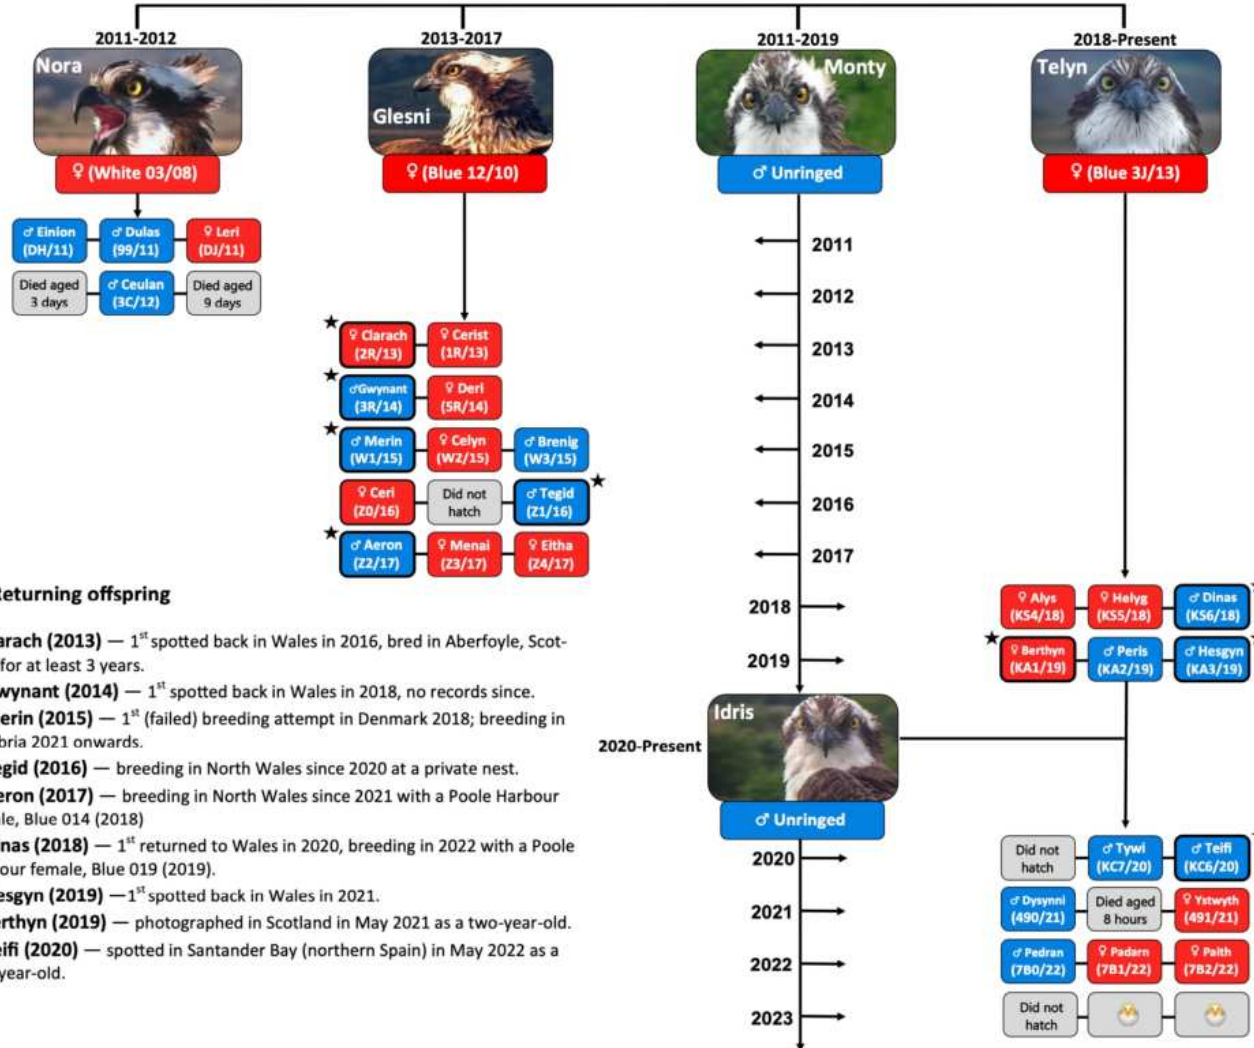 2011-2012
2013-2017
2011-2019
2018-Present
Nora
Glesni
Monty
Telyn
♀ (White 03/08)
♀ (Blue 12/10)
♂ Unringed
♀ (Blue 3J/13)
♂ Einion
(DH/11)
♂ Dulas
(99/11)
♀ Leri
(DJ/11)
Died aged
3 days
♂ Ceulan
(3C/12)
Died aged
9 days
2011
2012
2013
2014
2015
2016
2017
2018
2019
★
♀ Clarach
(2R/13)
♀ Cerist
(1R/13)
★
♂Gwynant
(3R/14)
♀ Deri
(5R/14)
★
♂ Merin
(W1/15)
♀ Celyn
(W2/15)
♂ Brenig
(W3/15)
♀ Ceri
(Z0/16)
Did not
hatch
♂ Tegid
(Z1/16)
★
★
♂ Aeron
(Z2/17)
♀ Menai
(Z3/17)
♀ Eitha
(Z4/17)
♀ Alys
(KS4/18)
♀ Helyg
(KS5/18)
♂ Dinas
(KS6/18)
★
♀ Berthyn
(KA1/19)
♂ Peris
(KA2/19)
♂ Hesgyn
(KA3/19)
Returning offspring
arach (2013) — 1st spotted back in Wales in 2016, bred in Aberfoyle, Scot-
for at least 3 years.
wynant (2014) — 1st spotted back in Wales in 2018, no records since.
erin (2015) — 1st (failed) breeding attempt in Denmark 2018; breeding in
bria 2021 onwards.
egid (2016) — breeding in North Wales since 2020 at a private nest.
eron (2017) — breeding in North Wales since 2021 with a Poole Harbour
ale, Blue 014 (2018)
inas (2018) — 1st returned to Wales in 2020, breeding in 2022 with a Poole
our female, Blue 019 (2019).
esgyn (2019) —1st spotted back in Wales in 2021.
erthyn (2019) — photographed in Scotland in May 2021 as a two-year-old.
eifi (2020) — spotted in Santander Bay (northern Spain) in May 2022 as a
year-old.
Idris
2020-Present
♂ Unringed
2020
2021
2022
2023
Did not
hatch
♂ Tywi
(KC7/20)
♂ Teifi
(KC6/20)
♂ Dysynni
(490/21)
Died aged
8 hours
♀ Ystwyth
(491/21)
♂ Pedran
(7B0/22)
♀ Padarn
(7B1/22)
♀ Paith
(7B2/22)
Did not
hatch